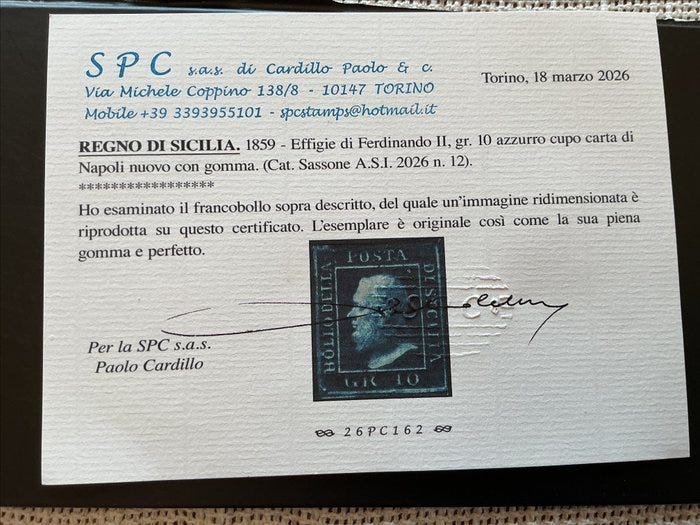 SPC s.a.s. di Cardillo Paolo & c.
Via Michele Coppino 138/8 - 10147 TORINO
Mobile +39 3393955101 - spcstamps@hotmail.it
Torino, 18 marzo 2026
REGNO DI SICILIA. 1859 - Effigie di Ferdinando II, gr. 10 azzurro cupo carta di
Napoli nuovo con gomma. (Cat. Sassone A.S.I. 2026 n. 12).
*****************
Ho esaminato il francobollo sopra descritto, del quale un'immagine ridimensionata è
riprodotta su questo certificato. L'esemplare è originale così come la sua piena
gomma e perfetto.
BOLLO DELLA
POSTA
DI SICILIA
GR 10
Per la SPC s.a.s.
Paolo Cardillo
26PC162